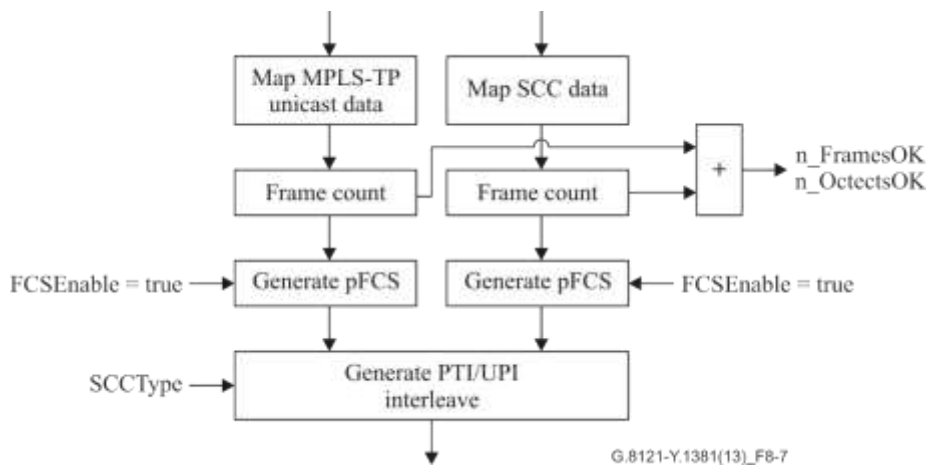 Map MPLS-TP
unicast data
Map SCC data
Frame count
Frame count
+
n_FramesOK
n_OctectsOK
FCSEnable = true
Generate pFCS
Generate pFCS
FCSEnable = true
SCCType
Generate PTI/UPI
interleave
G.8121-Y.1381(13)_F8-7